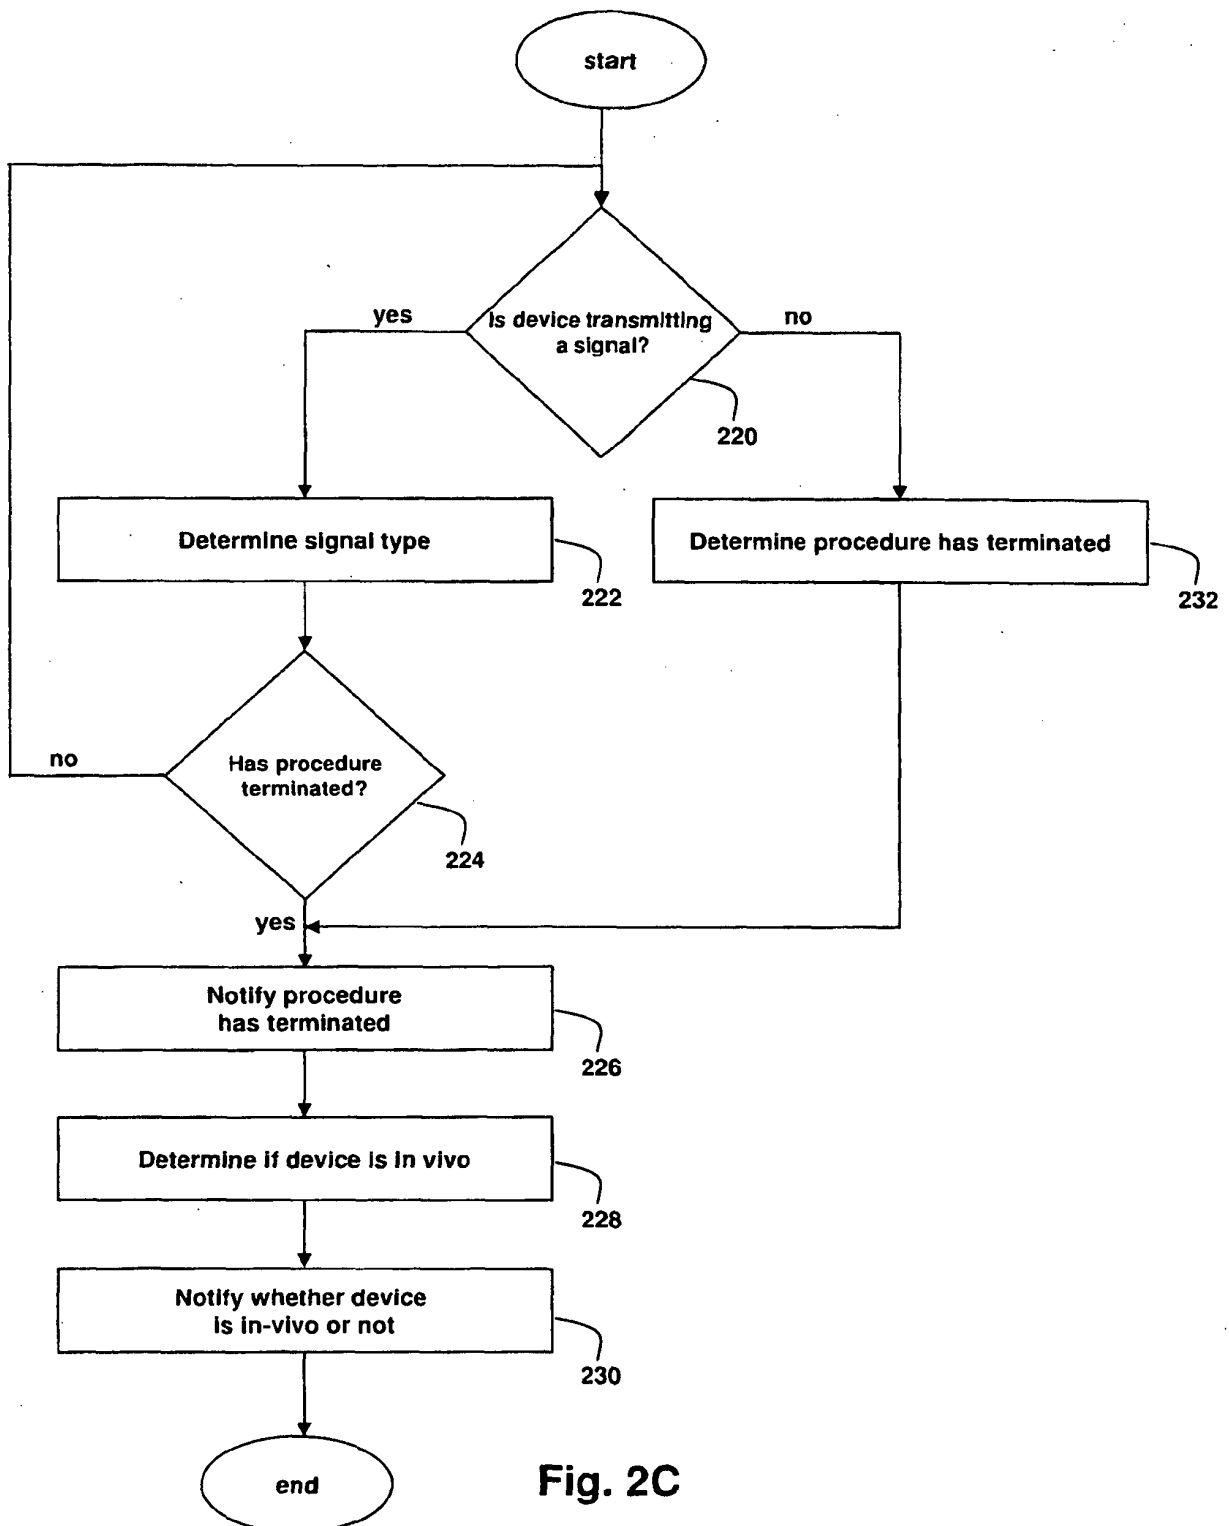 start
yes
Is device transmitting
a signal?
no
220
Determine signal type
222
Determine procedure has terminated
232
no
Has procedure
terminated?
224
yes
Notify procedure
has terminated
226
Determine if device is in vivo
228
Notify whether device
is in-vivo or not
230
end
Fig. 2C